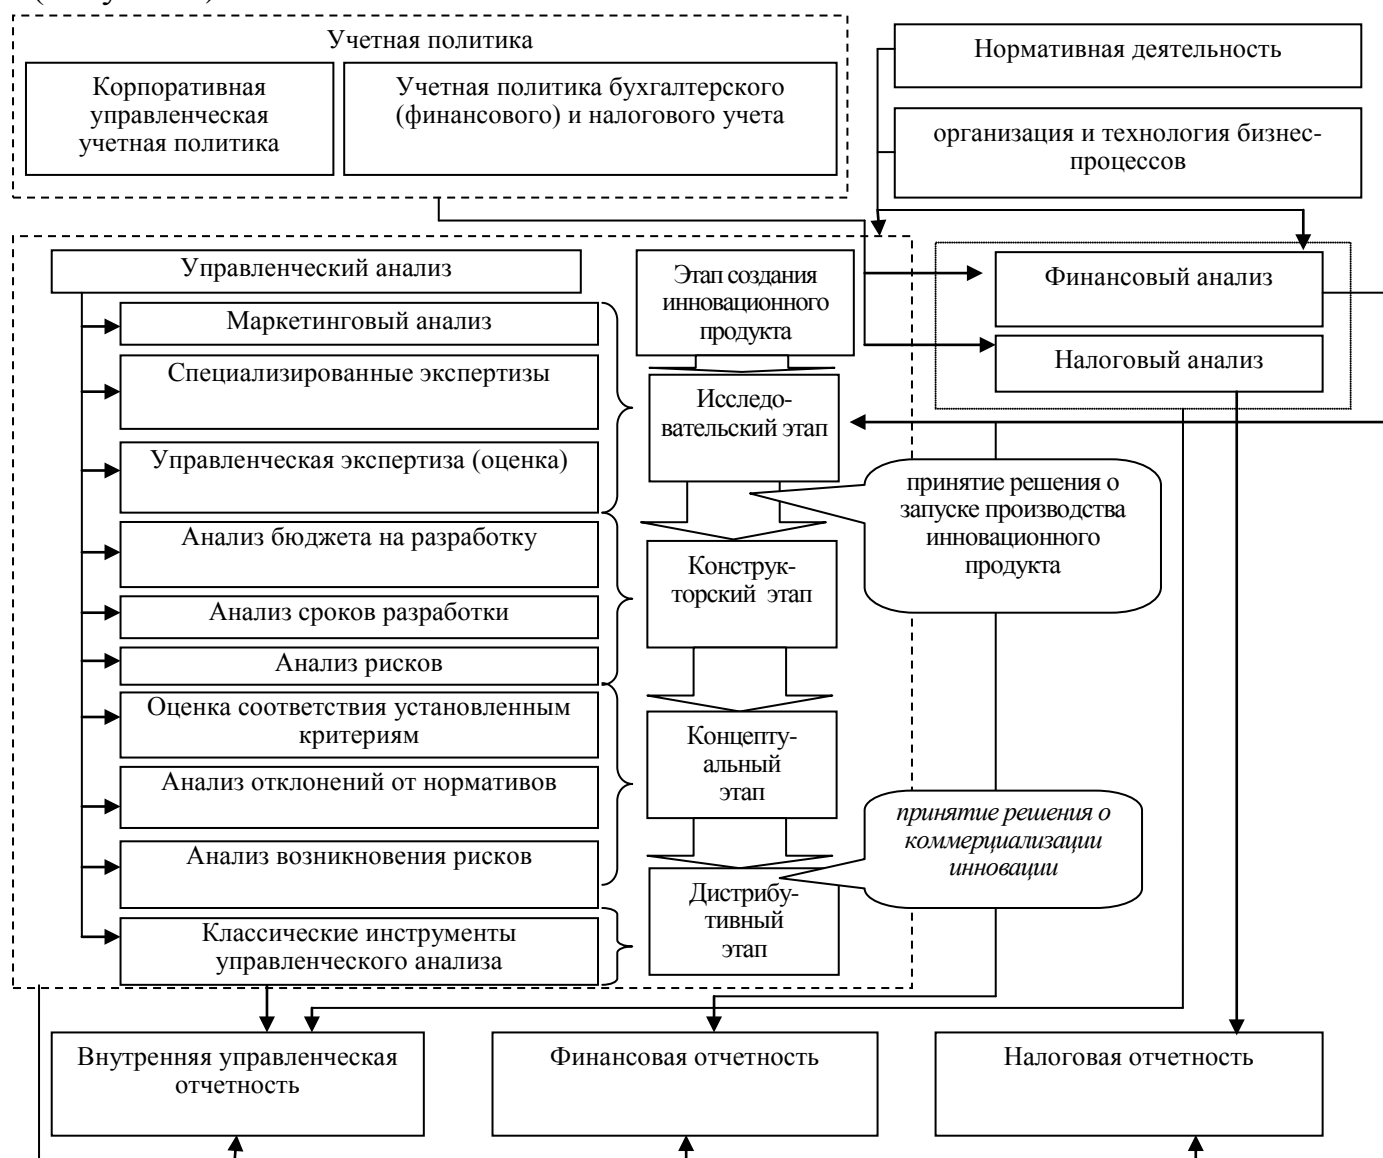 Учетная политика
Корпоративная
управленческая
учетная политика
Учетная политика бухгалтерского
(финансового) и налогового учета
Нормативная деятельность
организация и технология бизнес-
процессов
Управленческий анализ
Маркетинговый анализ
Специализированные экспертизы
Управленческая экспертиза (оценка)
Анализ бюджета на разработку
Анализ сроков разработки
Анализ рисков
Оценка соответствия установленным
критериям
Анализ отклонений от нормативов
Анализ возникновения рисков
Классические инструменты
управленческого анализа
Этап создания
инновационного
продукта
Исследо-
вательский этап
Конструк-
торский этап
Концепту-
альный
этап
Дистрибу-
тивный
этап
Финансовый анализ
Налоговый анализ
принятие решения о
запуске производства
инновационного
продукта
принятие решения о
коммерциализации
инновации
Внутренняя управленческая
отчетность
Финансовая отчетность
Налоговая отчетность